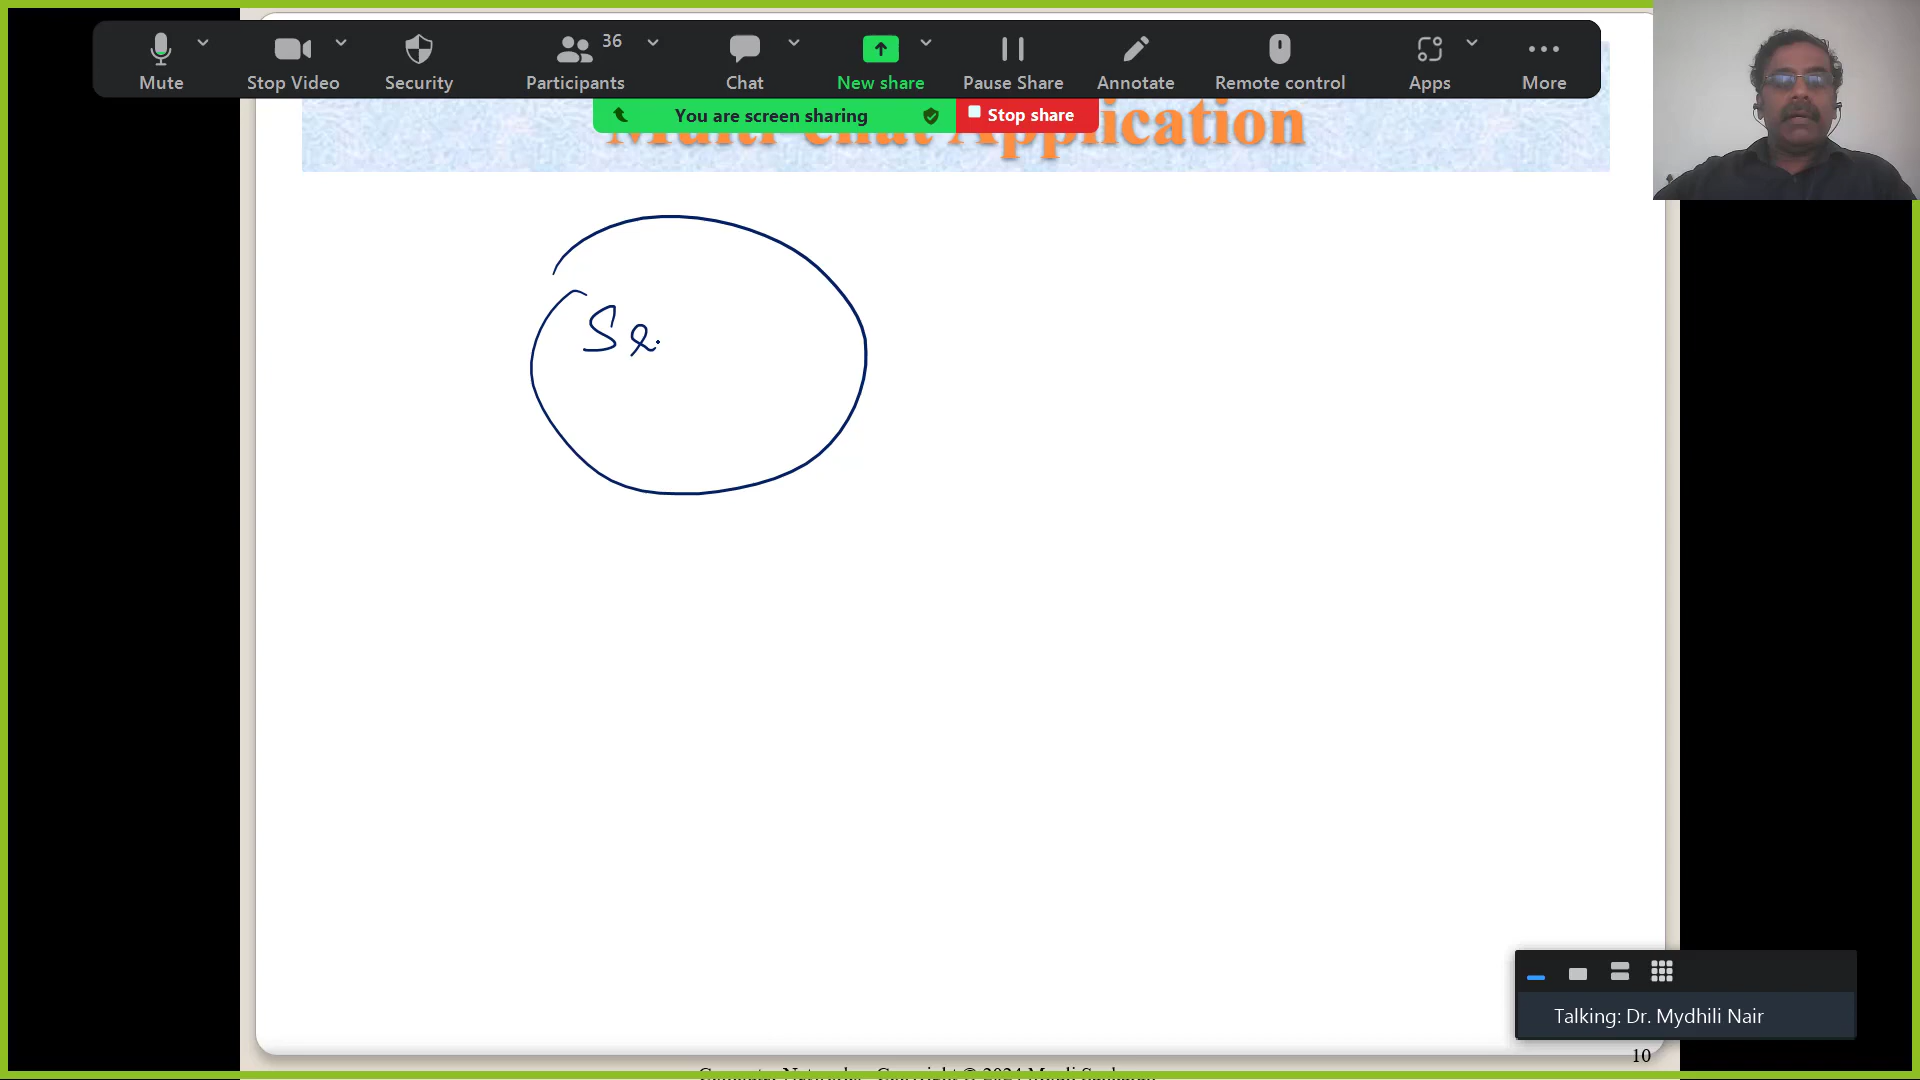 36
Mute
Stop Video
Security
Participants
Chat
New share
Pause Share
Annotate
Remote control
Apps
More
You are screen sharing
Stop share
Application
Se
Talking: Dr. Mydhili Nair
10